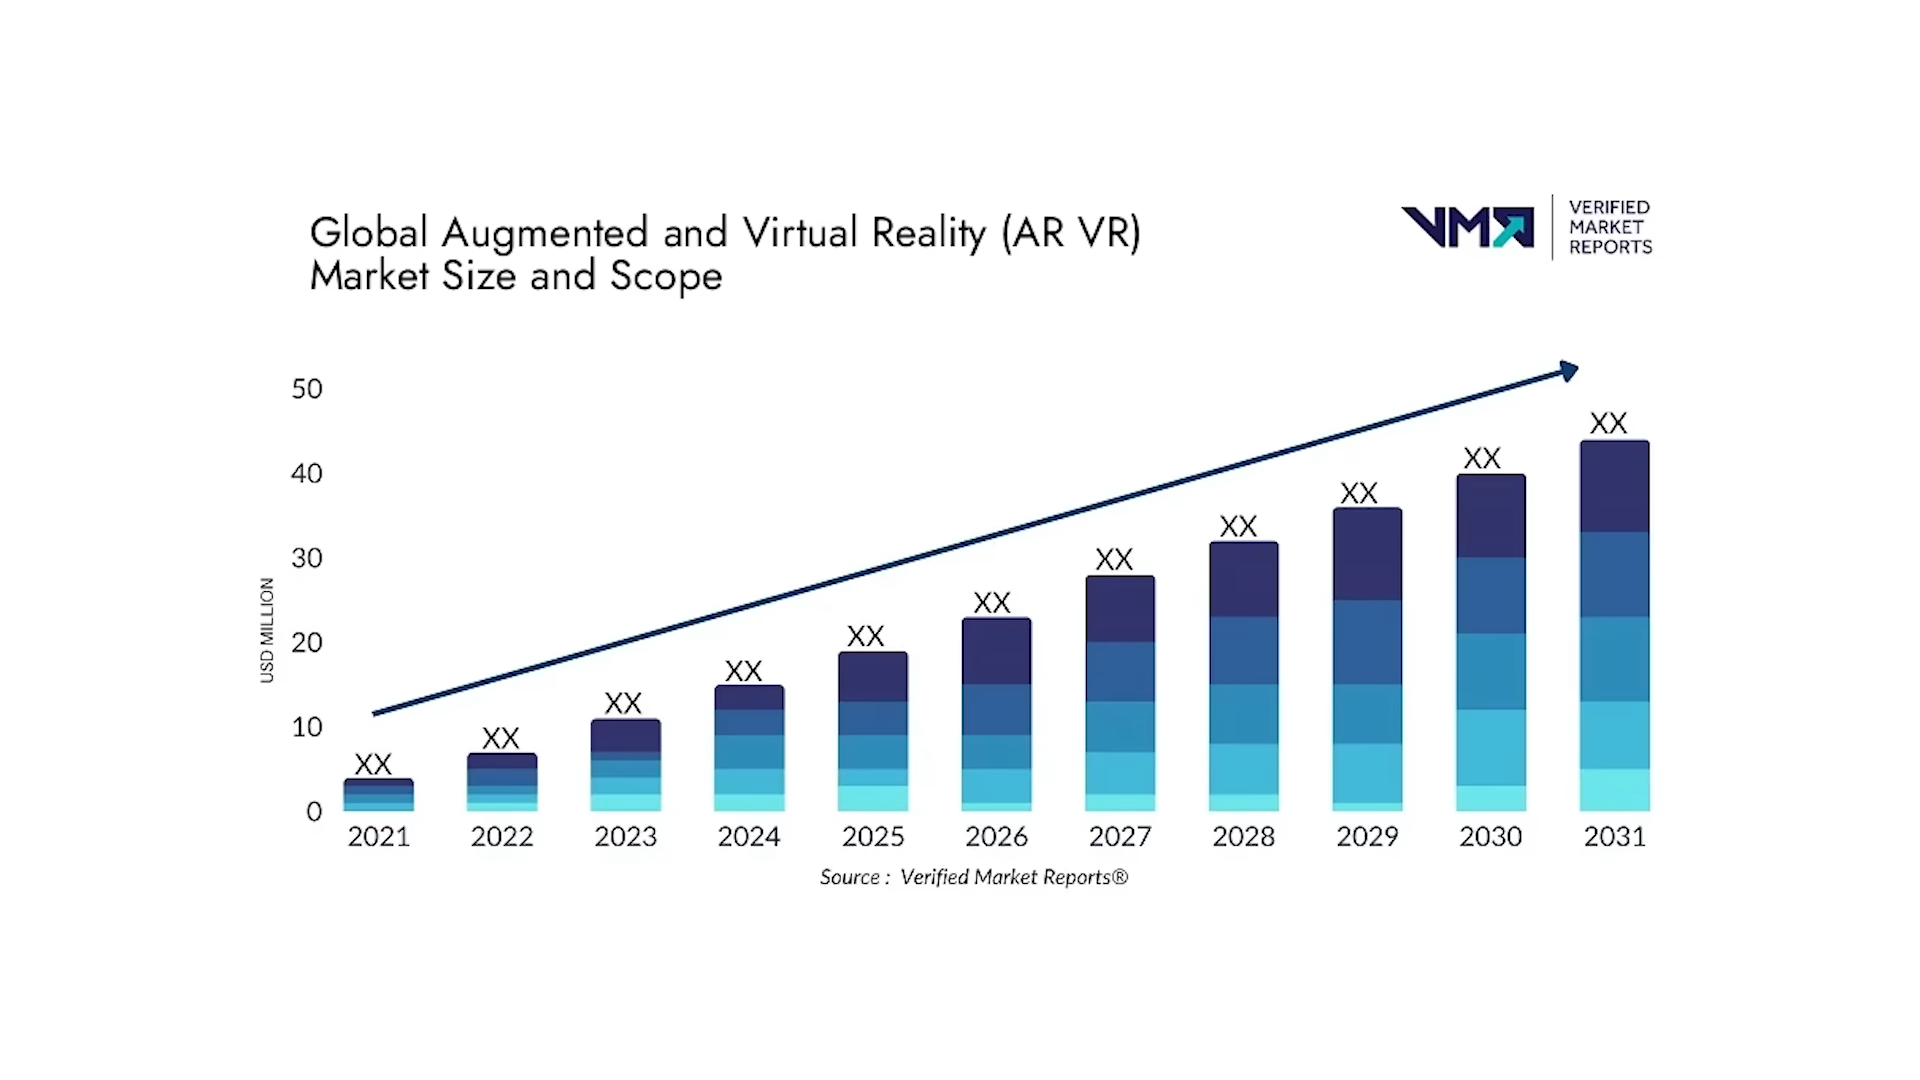 Global Augmented and Virtual Reality (AR VR)
Market Size and Scope
VMR
VERIFIED
MARKET
REPORTS
50
40
30
20
10
0
USD MILLION
XX
XX
XX
XX
XX
XX
XX
XX
XX
XX
XX
2021
2022
2023
2024
2025
2026
2027
2028
2029
2030
2031
Source : Verified Market Reports®